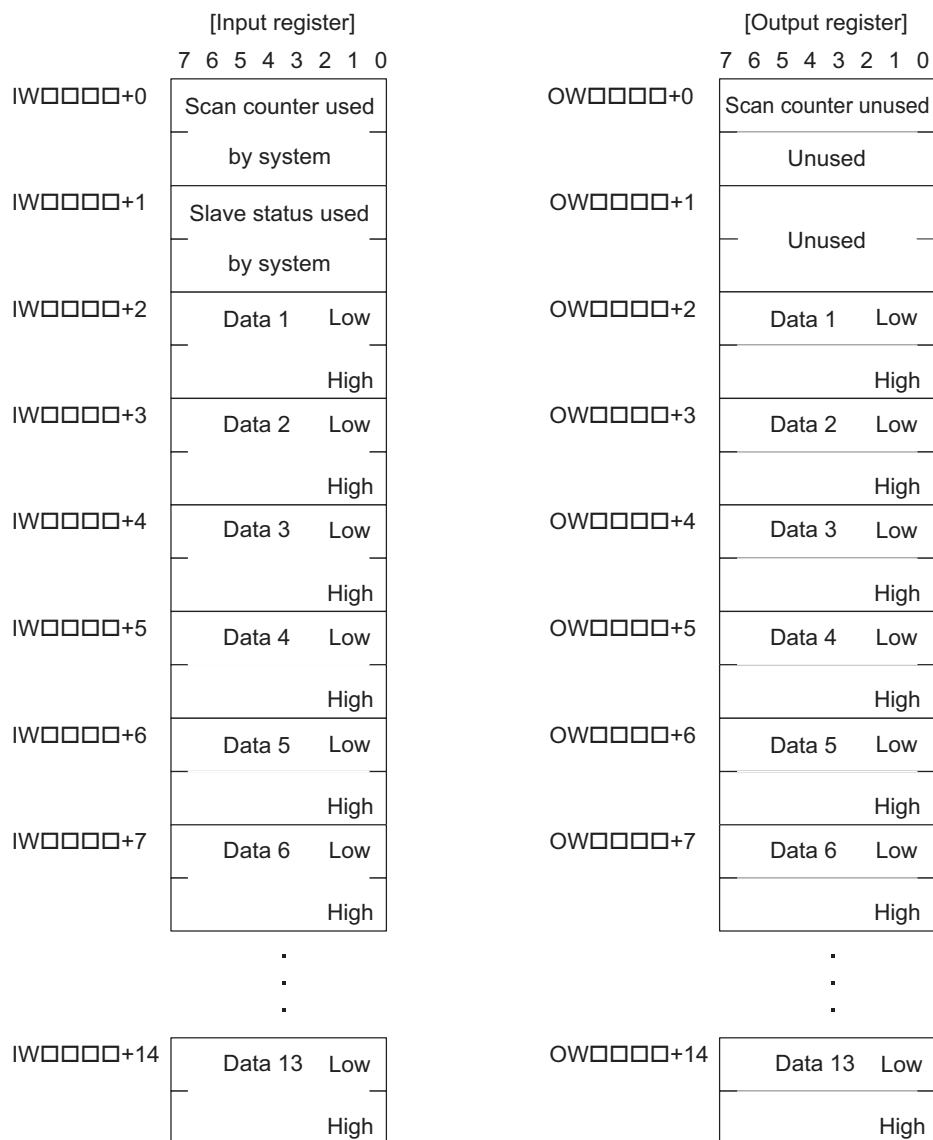 [Input register] [Output register]
7 6 5 4 3 2 1 0 7 6 5 4 3 2 1 0
IW□□□□+0 Scan counter used OW□□□□+0 Scan counter unused
by system Unused
IW□□□□+1 Slave status used OW□□□□+1
Unused
by system
IW□□□□+2 Data 1 Low OW□□□□+2 Data 1 Low
High High
IW□□□□+3 Data 2 Low OW□□□□+3 Data 2 Low
High High
IW□□□□+4 Data 3 Low OW□□□□+4 Data 3 Low
High High
IW□□□□+5 Data 4 Low OW□□□□+5 Data 4 Low
High High
IW□□□□+6 Data 5 Low OW□□□□+6 Data 5 Low
High High
IW□□□□+7 Data 6 Low OW□□□□+7 Data 6 Low
High High
. .
. .
. .
IW□□□□+14 Data 13 Low OW□□□□+14 Data 13 Low
High High